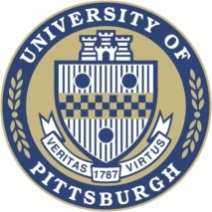 UNIVERSITY OF
PITTSBURGH
VERITAS 1787 VIRTUS